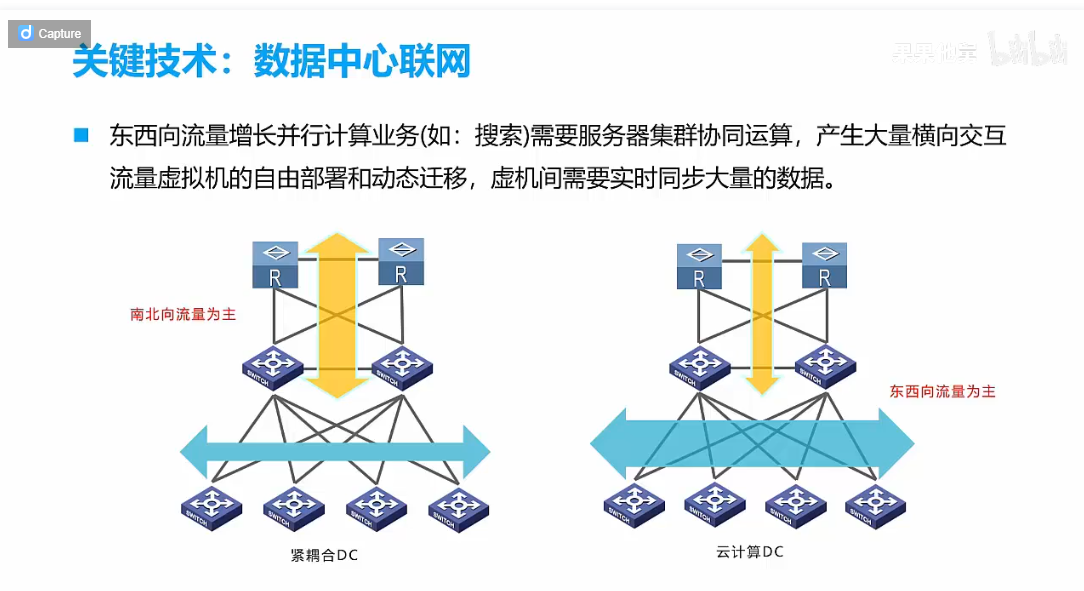 Capture
关键技术：数据中心联网
bilibili
东西向流量增长并行计算业务(如：搜索)需要服务器集群协同运算，产生大量横向交互
流量虚拟机的自由部署和动态迁移，虚机间需要实时同步大量的数据。
R
R
R
R
南北向流量为主
SWITCH
SWITCH
SWITCH
SWITCH
东西向流量为主
SWITCH
SWITCH
SWITCH
SWITCH
SWITCH
SWITCH
SWITCH
SWITCH
紧耦合DC
云计算DC